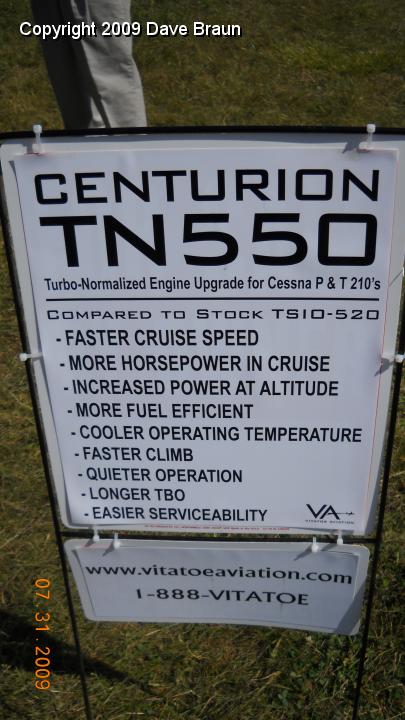 Copyright 2009 Dave Braun
CENTURION
TN550
Turbo-Normalized Engine Upgrade for Cessna P & T 210's
COMPARED TO STOCK TSIO-520
- FASTER CRUISE SPEED
- MORE HORSEPOWER IN CRUISE
- INCREASED POWER AT ALTITUDE
- MORE FUEL EFFICIENT
- COOLER OPERATING TEMPERATURE
- FASTER CLIMB
- QUIETER OPERATION
- LONGER TBO
- EASIER SERVICEABILITY
VA
vitatoe aviation
www.vitatoeaviation.com
1-888-VITATOE
07.31.2009